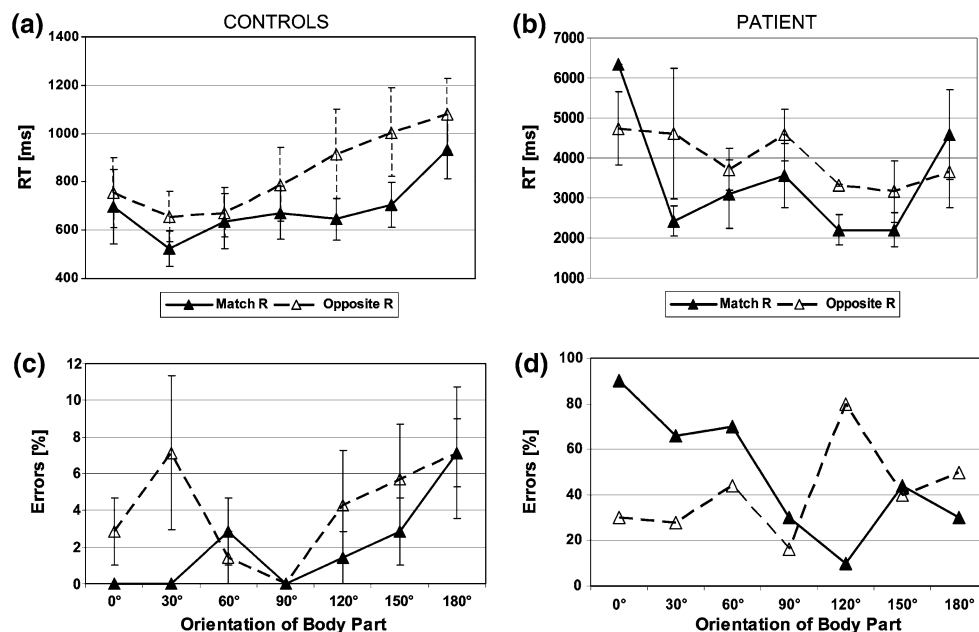 (a) CONTROLS
1400
1200
1000
800
600
400
RT [ms]
Match R Opposite R
(b) PATIENT
7000
6000
5000
4000
3000
2000
1000
RT [ms]
Match R Opposite R
(c)
12
10
8
6
4
2
0
Errors [%]
0° 30° 60° 90° 120° 150° 180°
Orientation of Body Part
(d)
100
80
60
40
20
0
Errors [%]
0° 30° 60° 90° 120° 150° 180°
Orientation of Body Part